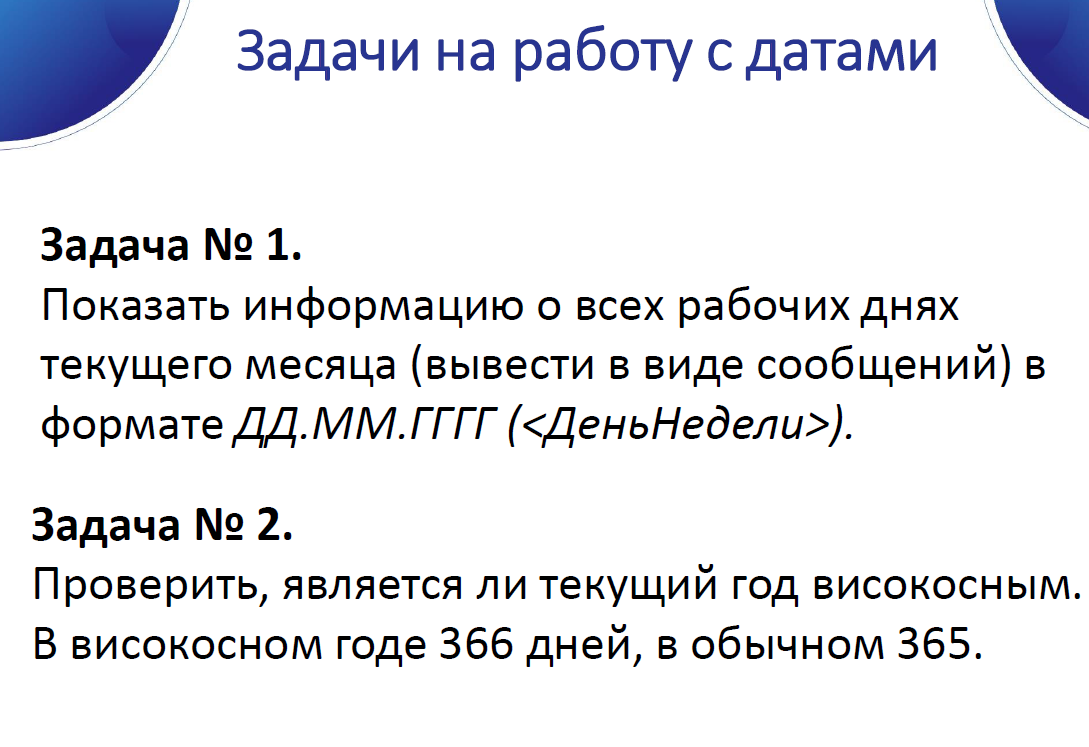 Задачи на работу с датами
Задача № 1.
Показать информацию о всех рабочих днях
текущего месяца (вывести в виде сообщений) в
формате ДД.ММ.ГГГГ (<ДеньНедели>).
Задача № 2.
Проверить, является ли текущий год високосным.
В високосном годе 366 дней, в обычном 365.